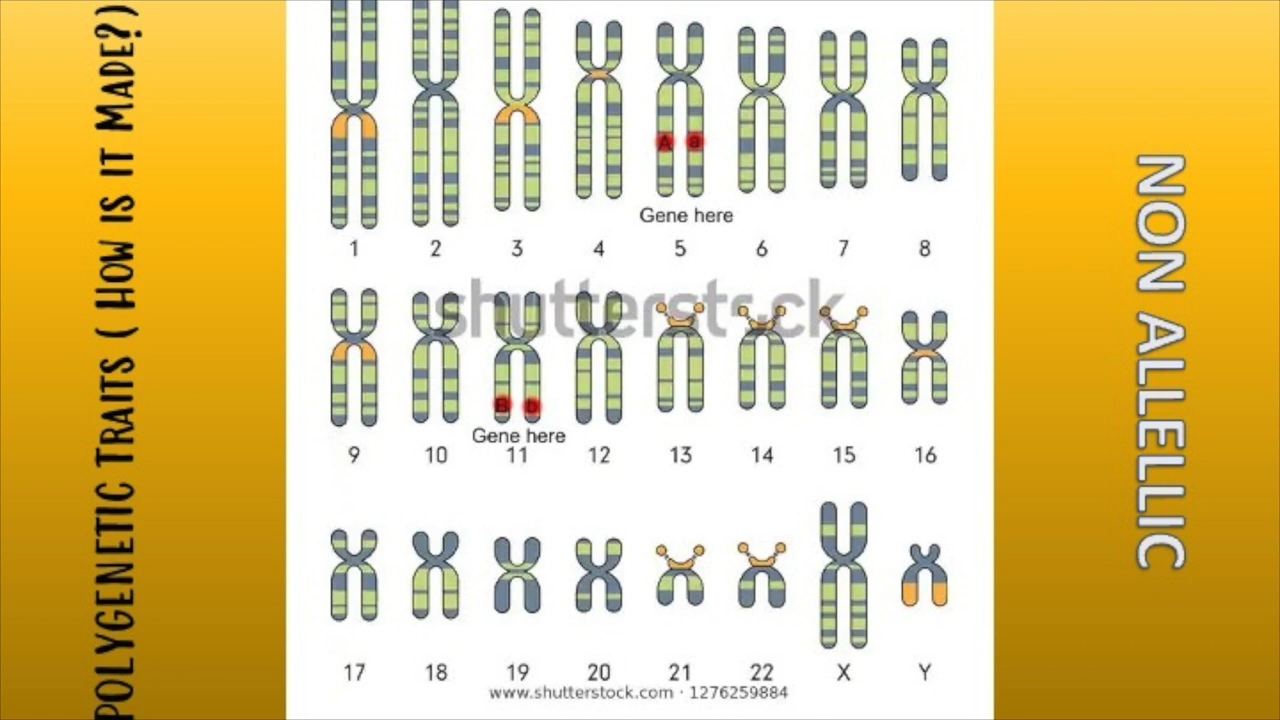 POLYGENETIC TRAITS ( HOW IS IT MADE?)
A a
Gene here
1 2 3 4 5 6 7 8
shutterstock
B b
Gene here
9 10 11 12 13 14 15 16
17 18 19 20 21 22 X Y
www.shutterstock.com · 1276259884
NON ALLELLIC